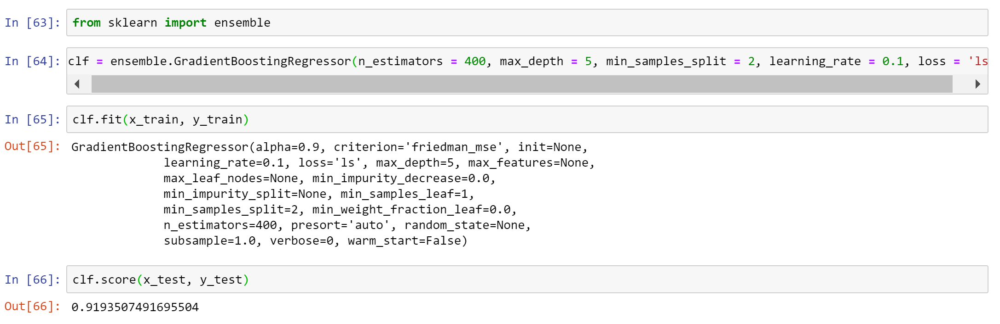 In [63]: from sklearn import ensemble
In [64]: clf = ensemble.GradientBoostingRegressor(n_estimators = 400, max_depth = 5, min_samples_split = 2, learning_rate = 0.1, loss = 'ls
In [65]: clf.fit(x_train, y_train)
Out[65]: GradientBoostingRegressor(alpha=0.9, criterion='friedman_mse', init=None,
learning_rate=0.1, loss='ls', max_depth=5, max_features=None,
max_leaf_nodes=None, min_impurity_decrease=0.0,
min_impurity_split=None, min_samples_leaf=1,
min_samples_split=2, min_weight_fraction_leaf=0.0,
n_estimators=400, presort='auto', random_state=None,
subsample=1.0, verbose=0, warm_start=False)
In [66]: clf.score(x_test, y_test)
Out[66]: 0.9193507491695504